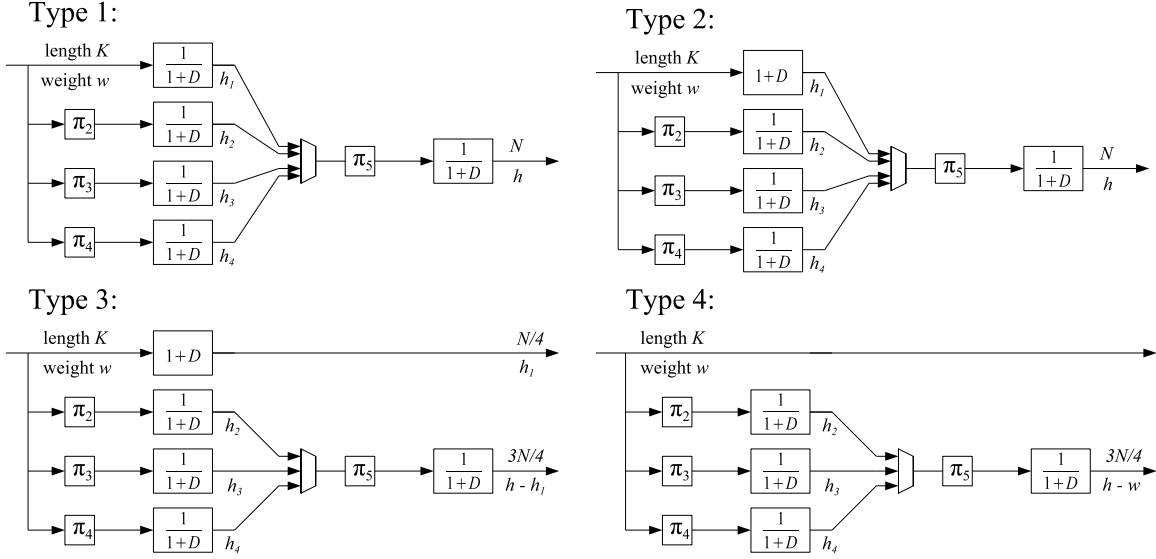 Type 1:
length K
weight w
1
1+D
h1
π2
1
1+D
h2
π3
1
1+D
h3
π4
1
1+D
h4
π5
1
1+D
N
h
Type 2:
length K
weight w
1+D
h1
π2
1
1+D
h2
π3
1
1+D
h3
π4
1
1+D
h4
π5
1
1+D
N
h
Type 3:
length K
weight w
1+D
N/4
h1
π2
1
1+D
h2
π3
1
1+D
h3
π4
1
1+D
h4
π5
1
1+D
3N/4
h - h1
Type 4:
length K
weight w
π2
1
1+D
h2
π3
1
1+D
h3
π4
1
1+D
h4
π5
1
1+D
3N/4
h - w